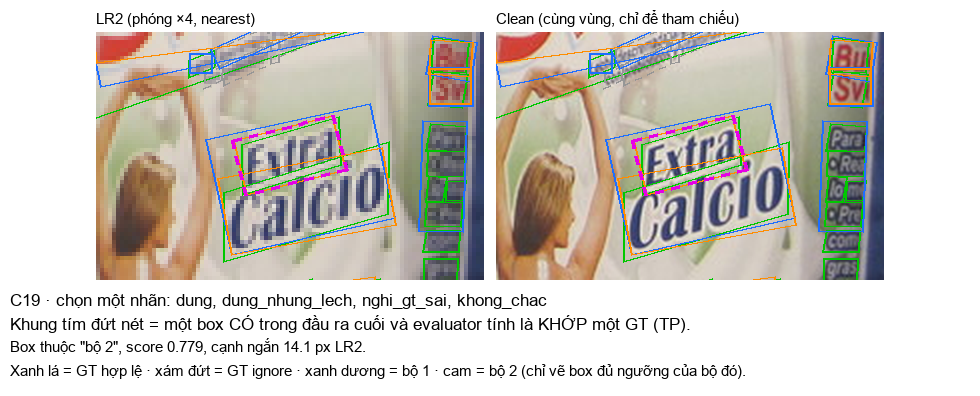 LR2 (phóng ×4, nearest)
Clean (cùng vùng, chỉ để tham chiếu)
Bu
Sv
Extra
Calcio
Bu
Sv
Extra
Calcio
Para
•Rec
lo m
•Pre
com
gras
C19 · chọn một nhãn: dung, dung_nhung_lech, nghi_gt_sai, khong_chac
Khung tím đứt nét = một box CÓ trong đầu ra cuối và evaluator tính là KHỚP một GT (TP).
Box thuộc "bộ 2", score 0.779, cạnh ngắn 14.1 px LR2.
Xanh lá = GT hợp lệ · xám đứt = GT ignore · xanh dương = bộ 1 · cam = bộ 2 (chỉ vẽ box đủ ngưỡng của bộ đó).